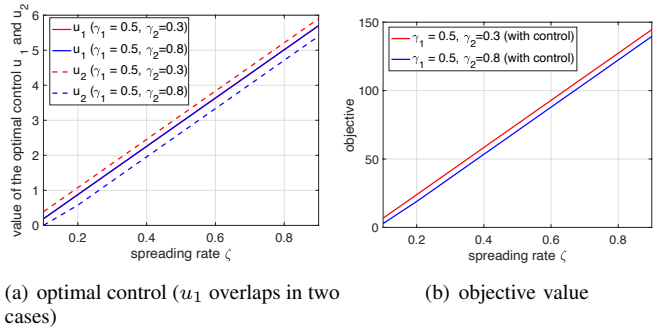 value of the optimal control u₁, and u₂
6
5
4
3
2
1
0
u₁ (γ₁ = 0.5, γ₂=0.3)
u₁ (γ₁ = 0.5, γ₂=0.8)
u₂ (γ₁ = 0.5, γ₂=0.3)
u₂ (γ₁ = 0.5, γ₂=0.8)
0.2 0.4 0.6 0.8
spreading rate ζ
(a) optimal control (u₁ overlaps in two
cases)
objective
150
100
50
0
γ₁ = 0.5, γ₂=0.3 (with control)
γ₁ = 0.5, γ₂=0.8 (with control)
0.2 0.4 0.6 0.8
spreading rate ζ
(b) objective value